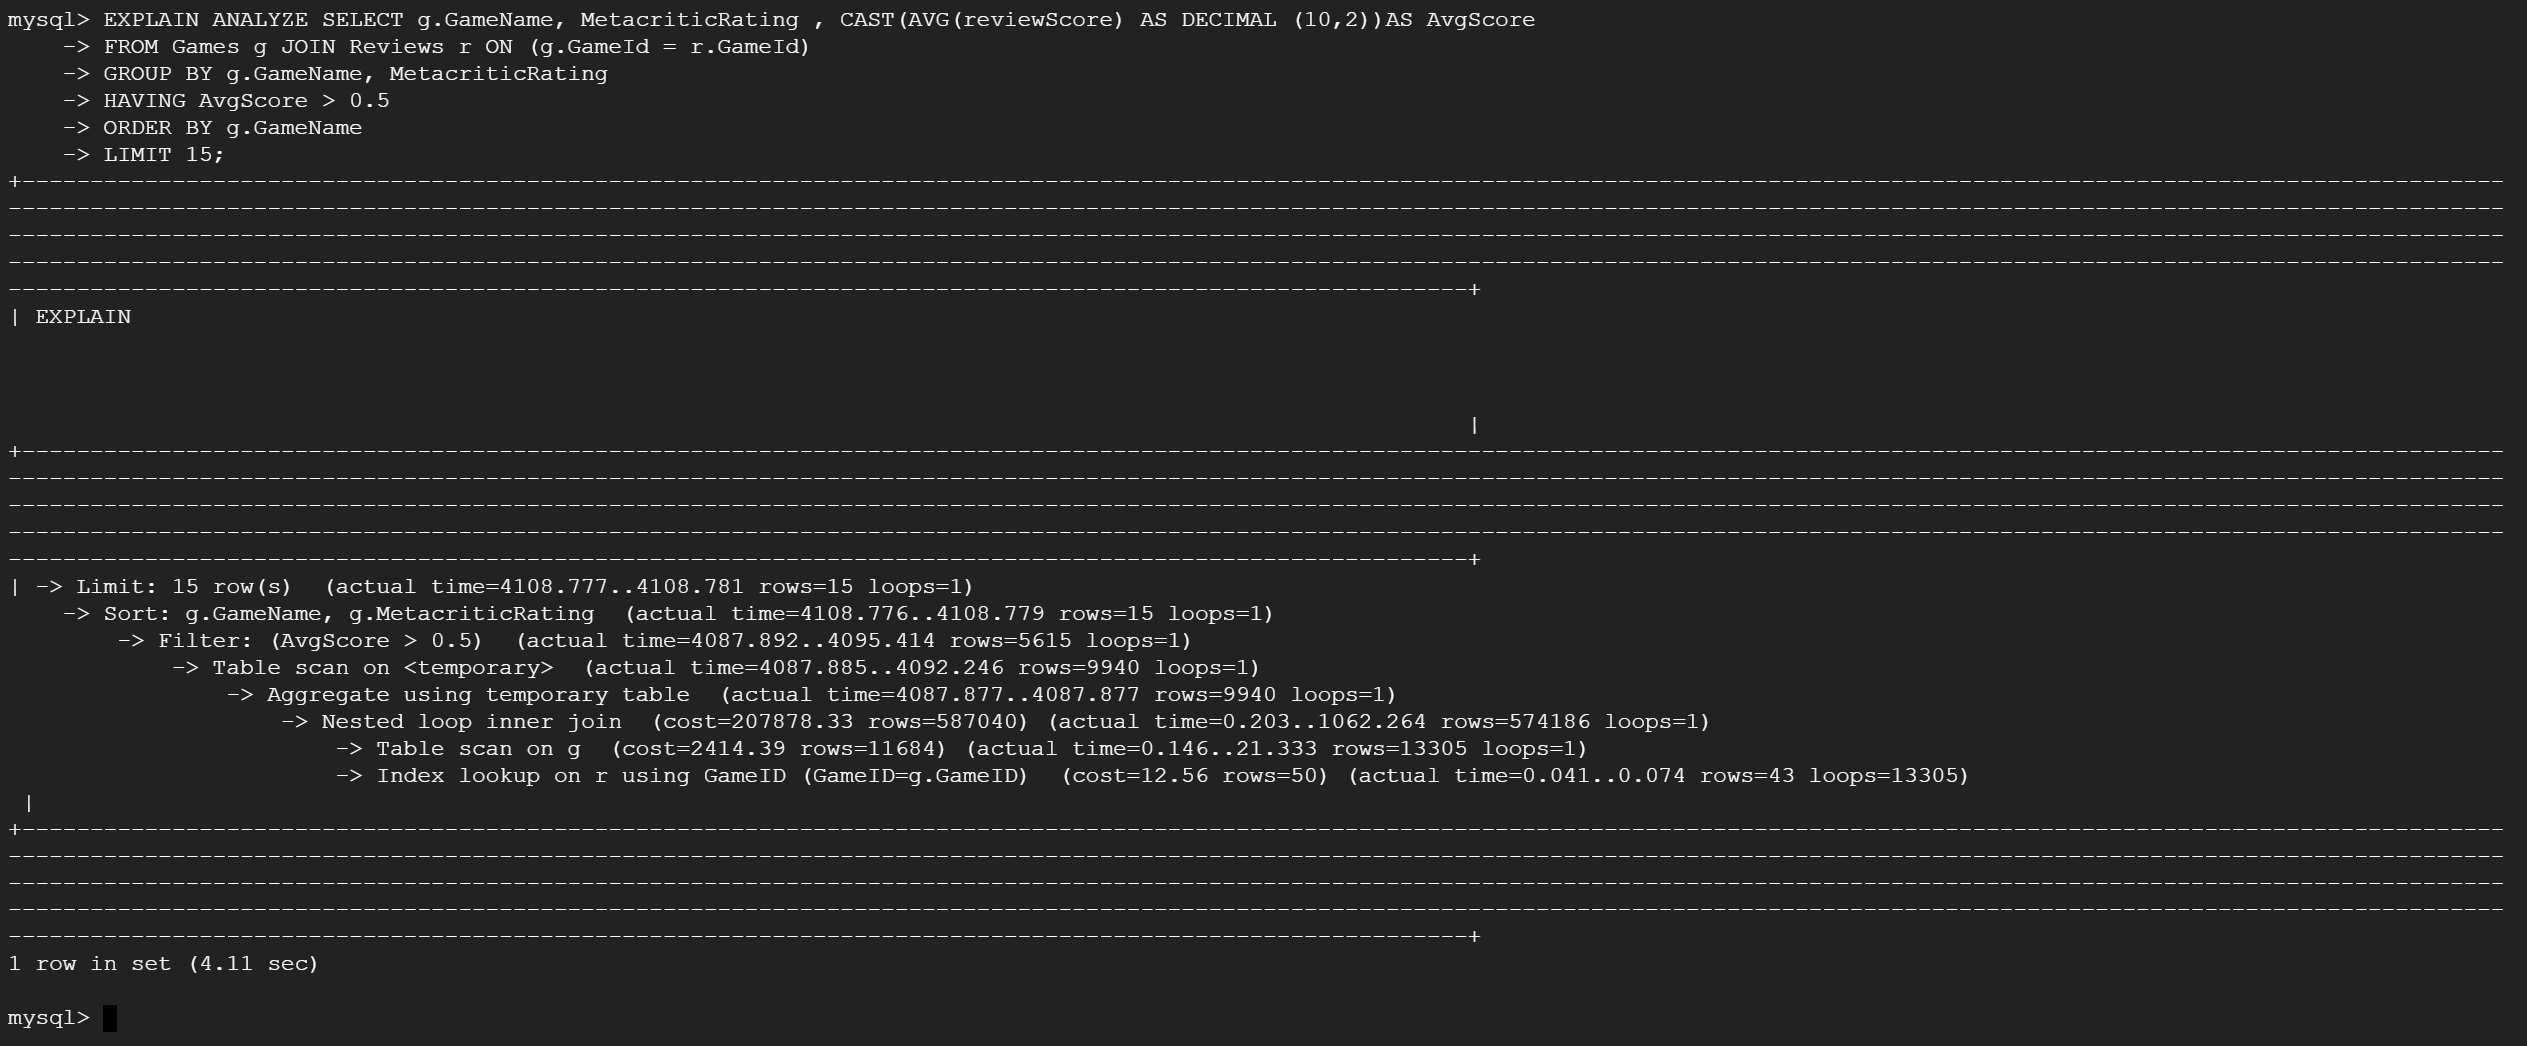 mysql> EXPLAIN ANALYZE SELECT g.GameName, MetacriticRating , CAST(AVG(reviewScore) AS DECIMAL (10,2))AS AvgScore
    -> FROM Games g JOIN Reviews r ON (g.GameId = r.GameId)
    -> GROUP BY g.GameName, MetacriticRating
    -> HAVING AvgScore > 0.5
    -> ORDER BY g.GameName
    -> LIMIT 15;
| EXPLAIN
|
| -> Limit: 15 row(s)  (actual time=4108.777..4108.781 rows=15 loops=1)
    -> Sort: g.GameName, g.MetacriticRating  (actual time=4108.776..4108.779 rows=15 loops=1)
        -> Filter: (AvgScore > 0.5)  (actual time=4087.892..4095.414 rows=5615 loops=1)
            -> Table scan on <temporary>  (actual time=4087.885..4092.246 rows=9940 loops=1)
                -> Aggregate using temporary table  (actual time=4087.877..4087.877 rows=9940 loops=1)
                    -> Nested loop inner join  (cost=207878.33 rows=587040) (actual time=0.203..1062.264 rows=574186 loops=1)
                        -> Table scan on g  (cost=2414.39 rows=11684) (actual time=0.146..21.333 rows=13305 loops=1)
                        -> Index lookup on r using GameID (GameID=g.GameID)  (cost=12.56 rows=50) (actual time=0.041..0.074 rows=43 loops=13305)
 |
1 row in set (4.11 sec)
mysql>